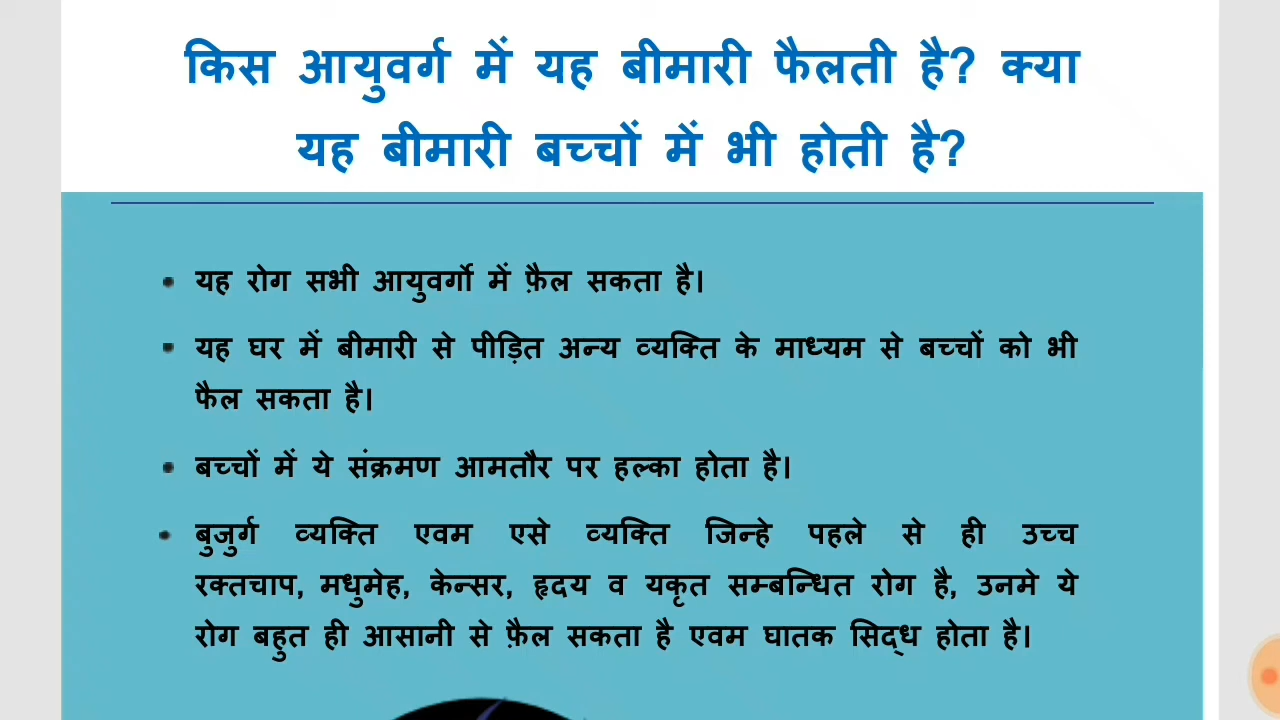 किस आयुवर्ग में यह बीमारी फैलती है? क्या
यह बीमारी बच्चों में भी होती है?
यह रोग सभी आयुवर्गो में फ़ैल सकता है।
यह घर में बीमारी से पीड़ित अन्य व्यक्ति के माध्यम से बच्चों को भी
फैल सकता है।
बच्चों में ये संक्रमण आमतौर पर हल्का होता है।
बुजुर्ग व्यक्ति एवम एसे व्यक्ति जिन्हे पहले से ही उच्च
रक्तचाप, मधुमेह, केन्सर, हृदय व यकृत सम्बन्धित रोग है, उनमे ये
रोग बहुत ही आसानी से फ़ैल सकता है एवम घातक सिद्ध होता है।